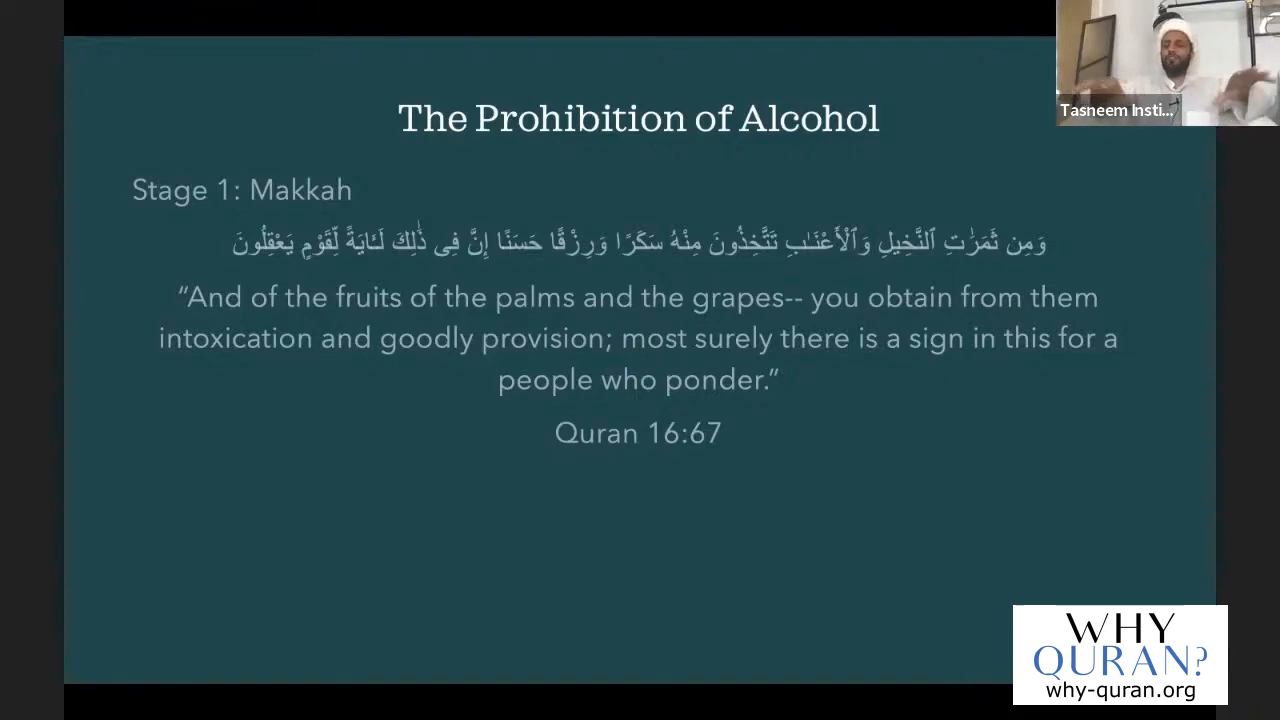 The Prohibition of Alcohol
Tasneem Insti...
Stage 1: Makkah
وَمِن ثَمَرَٰتِ ٱلنَّخِيلِ وَٱلْأَعْنَـٰبِ تَتَّخِذُونَ مِنْهُ سَكَرًا وَرِزْقًا حَسَنًا إِنَّ فِى ذَٰلِكَ لَـَٔايَةً لِّقَوْمٍ يَعْقِلُونَ
“And of the fruits of the palms and the grapes-- you obtain from them
intoxication and goodly provision; most surely there is a sign in this for a
people who ponder.”
Quran 16:67
WHY
QURAN?
why-quran.org